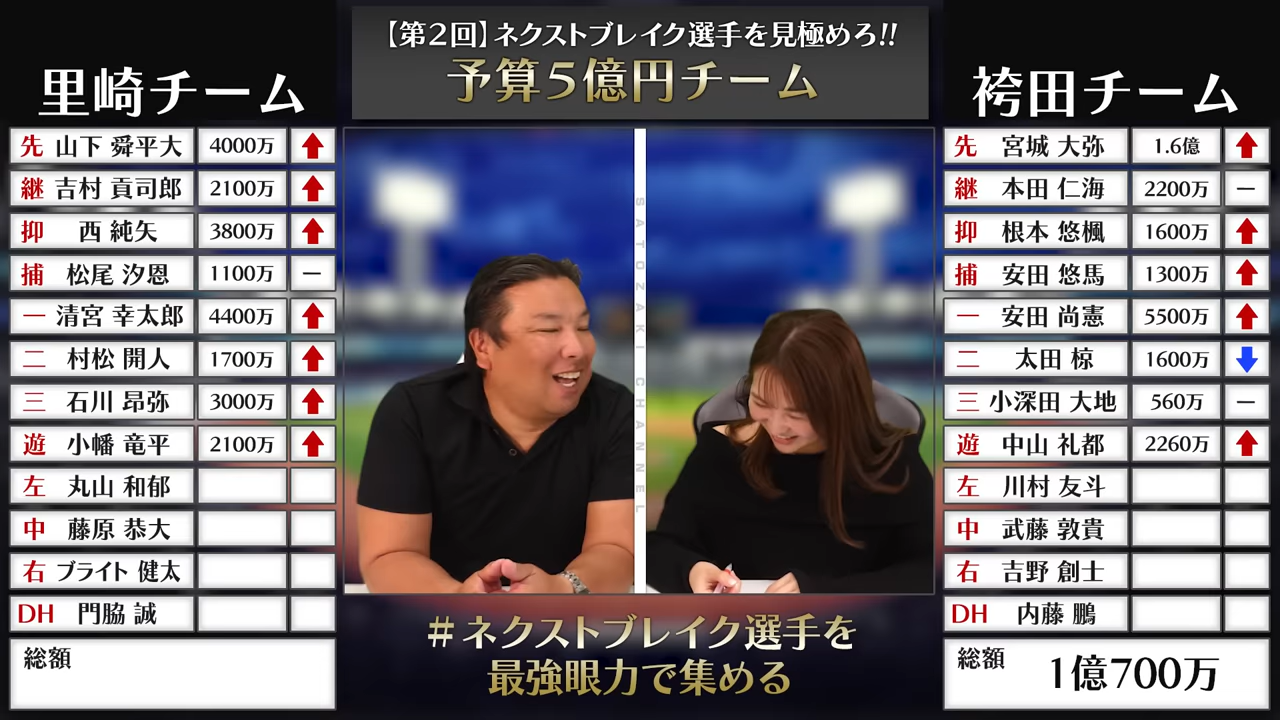 【第2回】ネクストブレイク選手を見極めろ!!
予算5億円チーム
里崎チーム
先 山下 舜平大 4000万
継 吉村 貢司郎 2100万
抑 西 純矢 3800万
捕 松尾 汐恩 1100万 －
一 清宮 幸太郎 4400万
二 村松 開人 1700万
三 石川 昂弥 3000万
遊 小幡 竜平 2100万
左 丸山 和郁
中 藤原 恭大
右 ブライト 健太
DH 門脇 誠
総額
SATOZAKI CHANNEL
袴田チーム
先 宮城 大弥 1.6億
継 本田 仁海 2200万 －
抑 根本 悠楓 1600万
捕 安田 悠馬 1300万
一 安田 尚憲 5500万
二 太田 椋 1600万
三 小深田 大地 560万 －
遊 中山 礼都 2260万
左 川村 友斗
中 武藤 敦貴
右 吉野 創士
DH 内藤 鵬
総額 1億700万
#ネクストブレイク選手を
最強眼力で集める